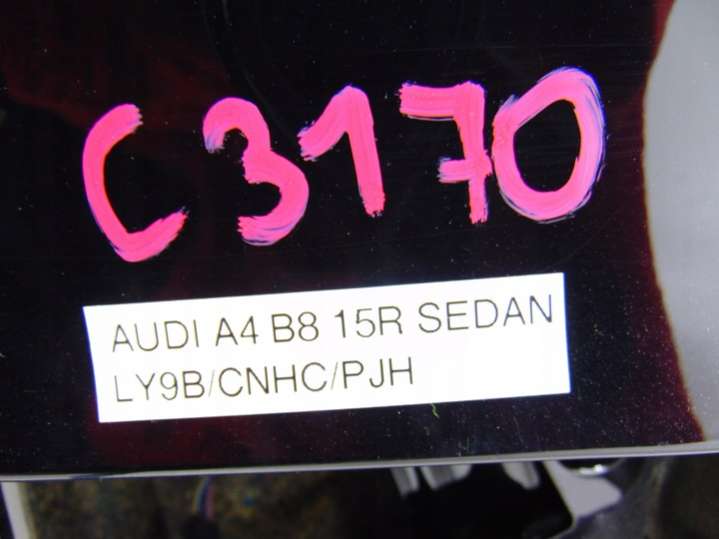 C3170
AUDI A4 B8 15R SEDAN
LY9B/CNHC/PJH